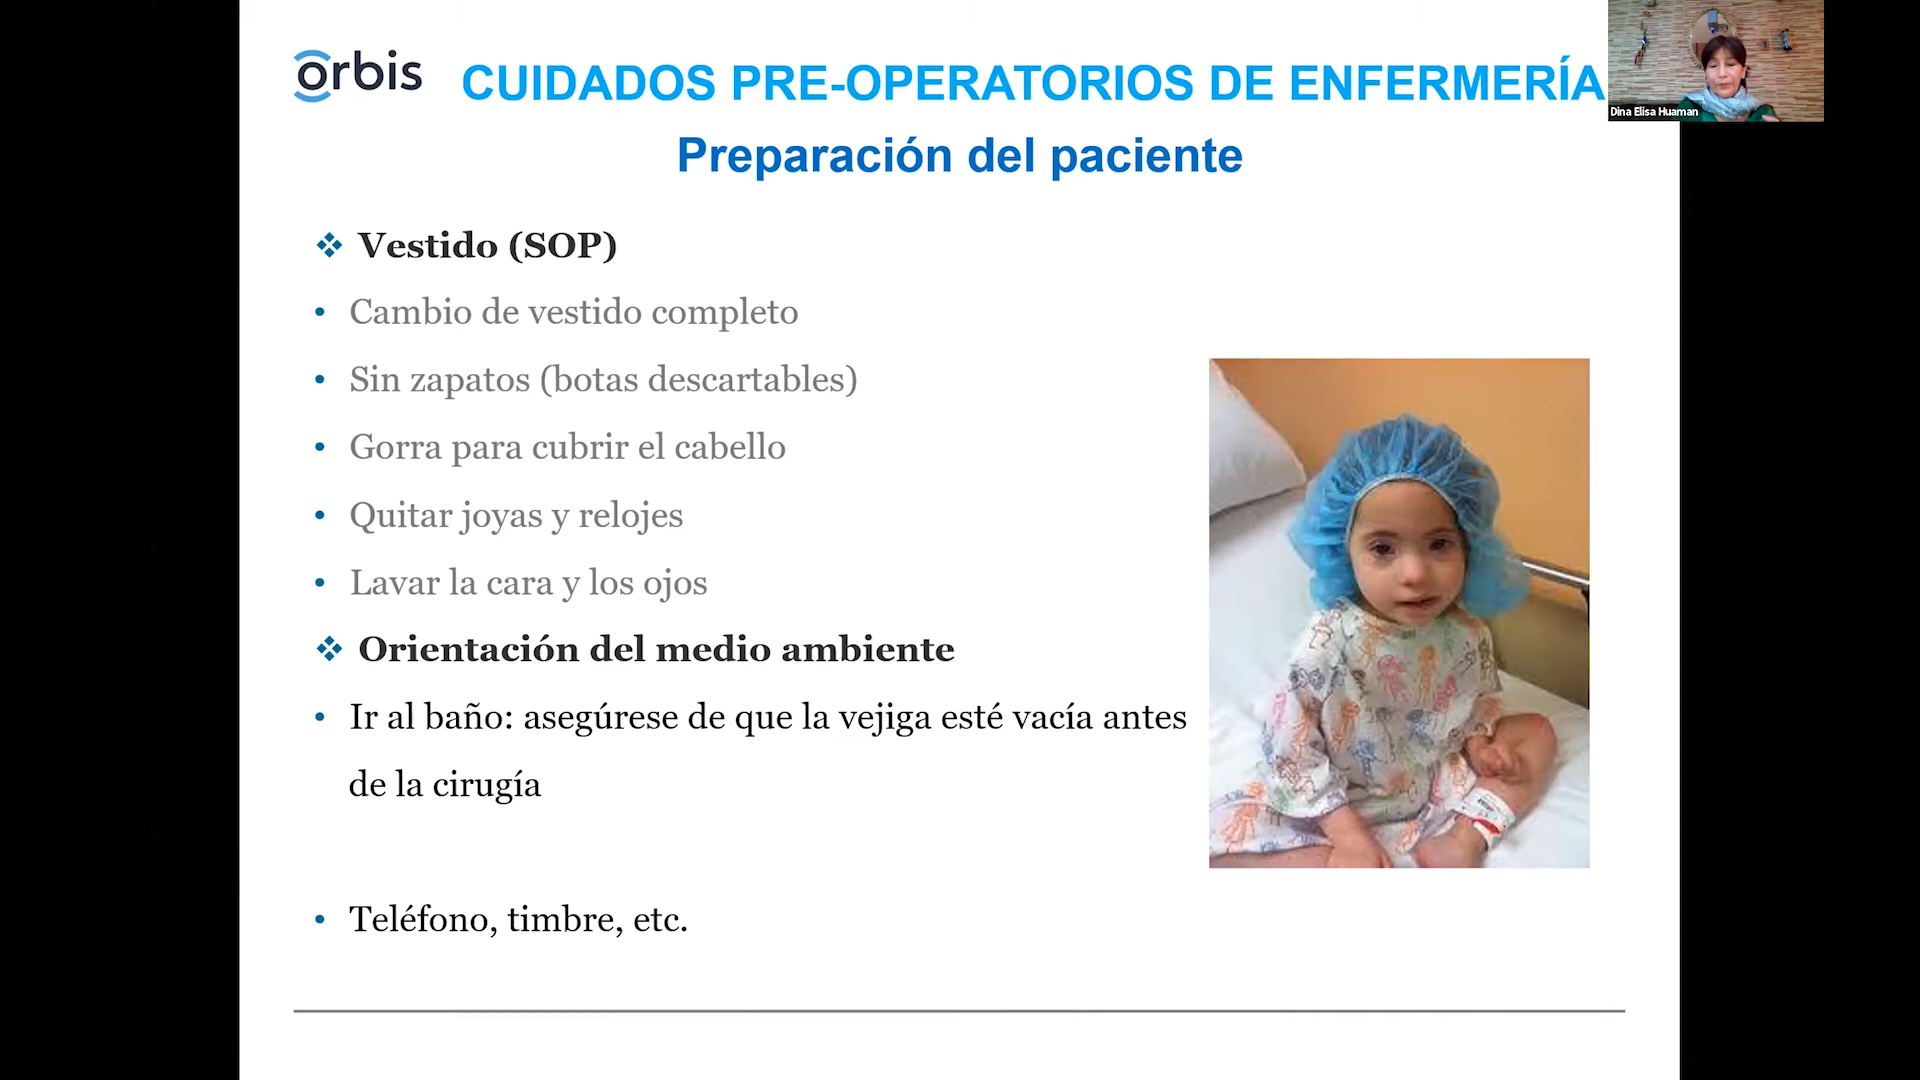 orbis
CUIDADOS PRE-OPERATORIOS DE ENFERMERÍA
Dina Elisa Huaman
Preparación del paciente
❖ Vestido (SOP)
• Cambio de vestido completo
• Sin zapatos (botas descartables)
• Gorra para cubrir el cabello
• Quitar joyas y relojes
• Lavar la cara y los ojos
❖ Orientación del medio ambiente
• Ir al baño: asegúrese de que la vejiga esté vacía antes
de la cirugía
• Teléfono, timbre, etc.